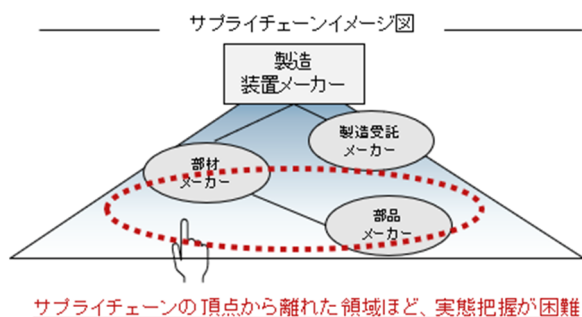 サプライチェーンイメージ図
製造
装置メーカー
製造受託
メーカー
部材
メーカー
部品
メーカー
サプライチェーンの頂点から離れた領域ほど、実態把握が困難